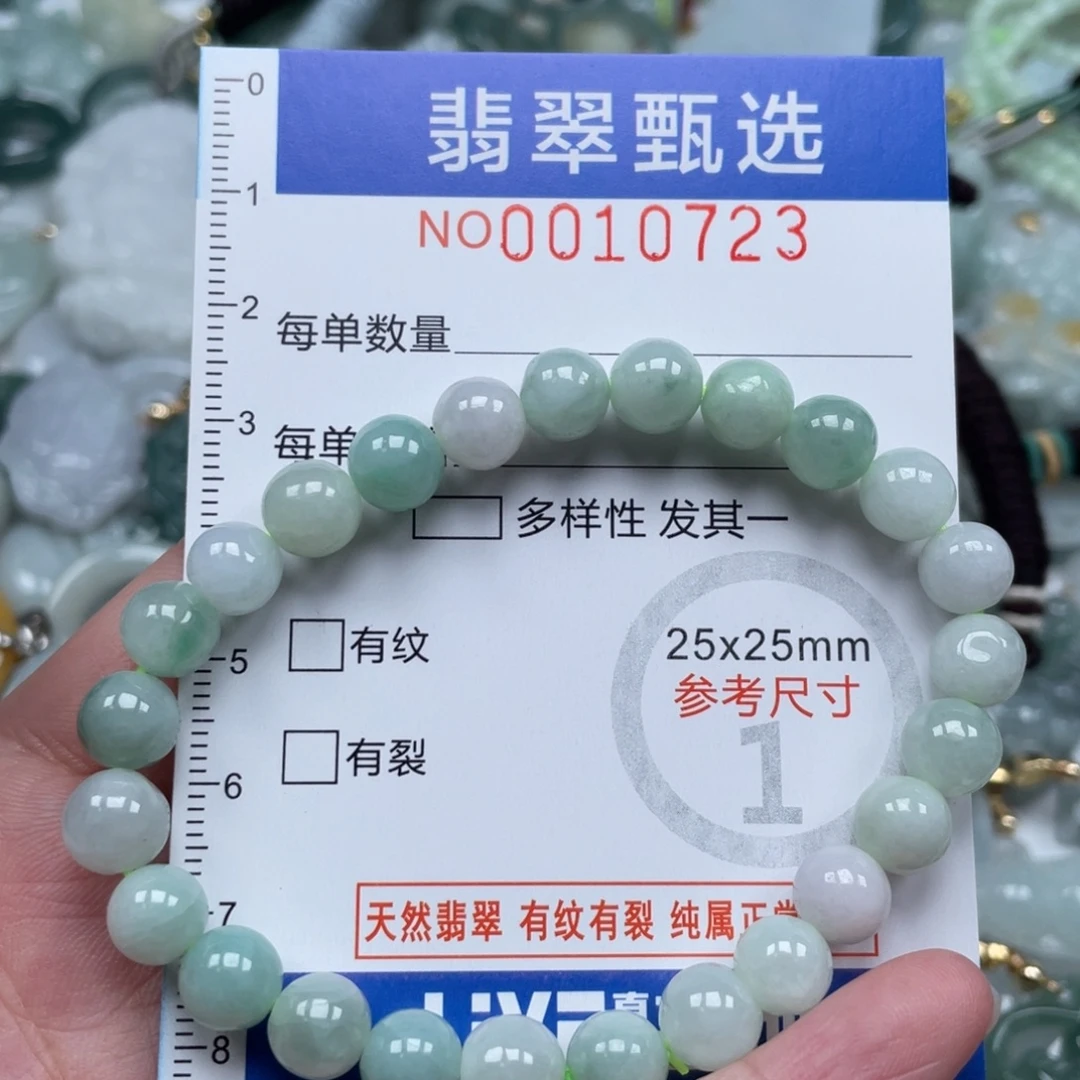 0
翡翠甄选
1
NO0010723
2
每单数量
3
每单
多样性 发其一
有纹
5
25x25mm
参考尺寸
1
有裂
6
7
天然翡翠 有纹有裂 纯属正常
LiVE
8